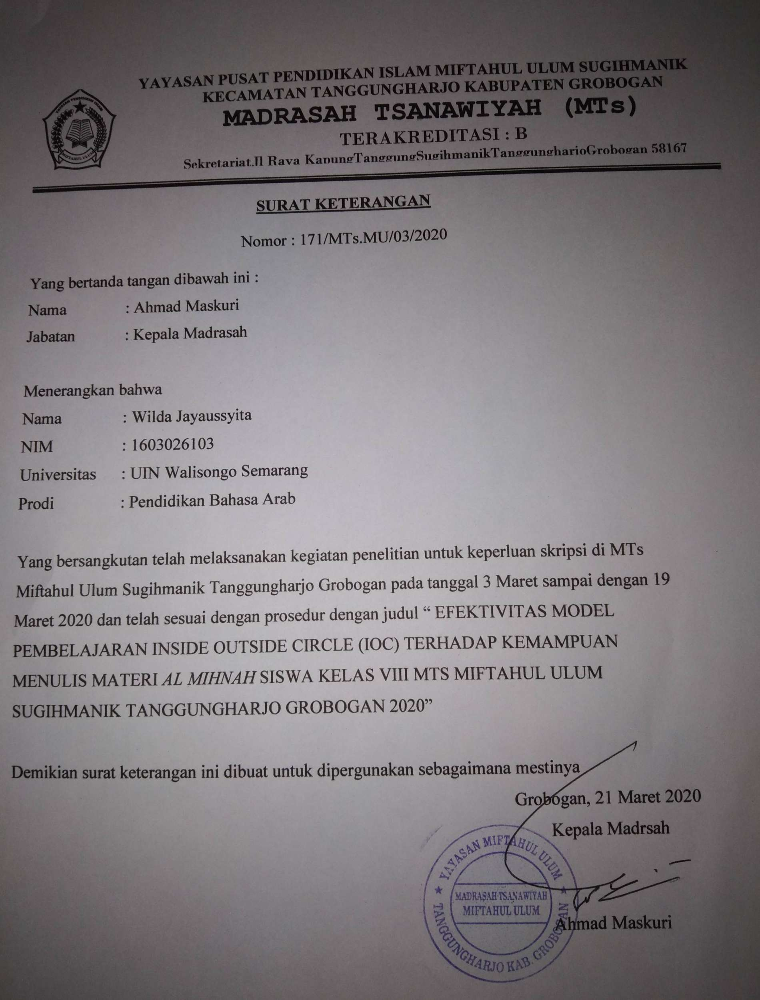 YAYASAN PUSAT PENDIDIKAN ISLAM MIFTAHUL ULUM SUGIHMANIK
KECAMATAN TANGGUNGHARJO KABUPATEN GROBOGAN
MADRASAH TSANAWIYAH (MTs)
TERAKREDITASI : B
Sekretariat.Jl Raya KapungTanggungSugihmanikTanggungharjoGrobogan 58167
YAYASAN PENDIDIKAN ISLAM
MIFTAHUL ULUM
SURAT KETERANGAN
Nomor : 171/MTs.MU/03/2020
Yang bertanda tangan dibawah ini :
Nama : Ahmad Maskuri
Jabatan : Kepala Madrasah
Menerangkan bahwa
Nama : Wilda Jayaussyita
NIM : 1603026103
Universitas : UIN Walisongo Semarang
Prodi : Pendidikan Bahasa Arab
Yang bersangkutan telah melaksanakan kegiatan penelitian untuk keperluan skripsi di MTs
Miftahul Ulum Sugihmanik Tanggungharjo Grobogan pada tanggal 3 Maret sampai dengan 19
Maret 2020 dan telah sesuai dengan prosedur dengan judul “ EFEKTIVITAS MODEL
PEMBELAJARAN INSIDE OUTSIDE CIRCLE (IOC) TERHADAP KEMAMPUAN
MENULIS MATERI AL MIHNAH SISWA KELAS VIII MTS MIFTAHUL ULUM
SUGIHMANIK TANGGUNGHARJO GROBOGAN 2020”
Demikian surat keterangan ini dibuat untuk dipergunakan sebagaimana mestinya
Grobogan, 21 Maret 2020
Kepala Madrsah
YAYASAN MIFTAHUL ULUM
MADRASAH TSANAWIYAH
MIFTAHUL ULUM
TANGGUNGHARJO KAB. GROBOGAN
Ahmad Maskuri